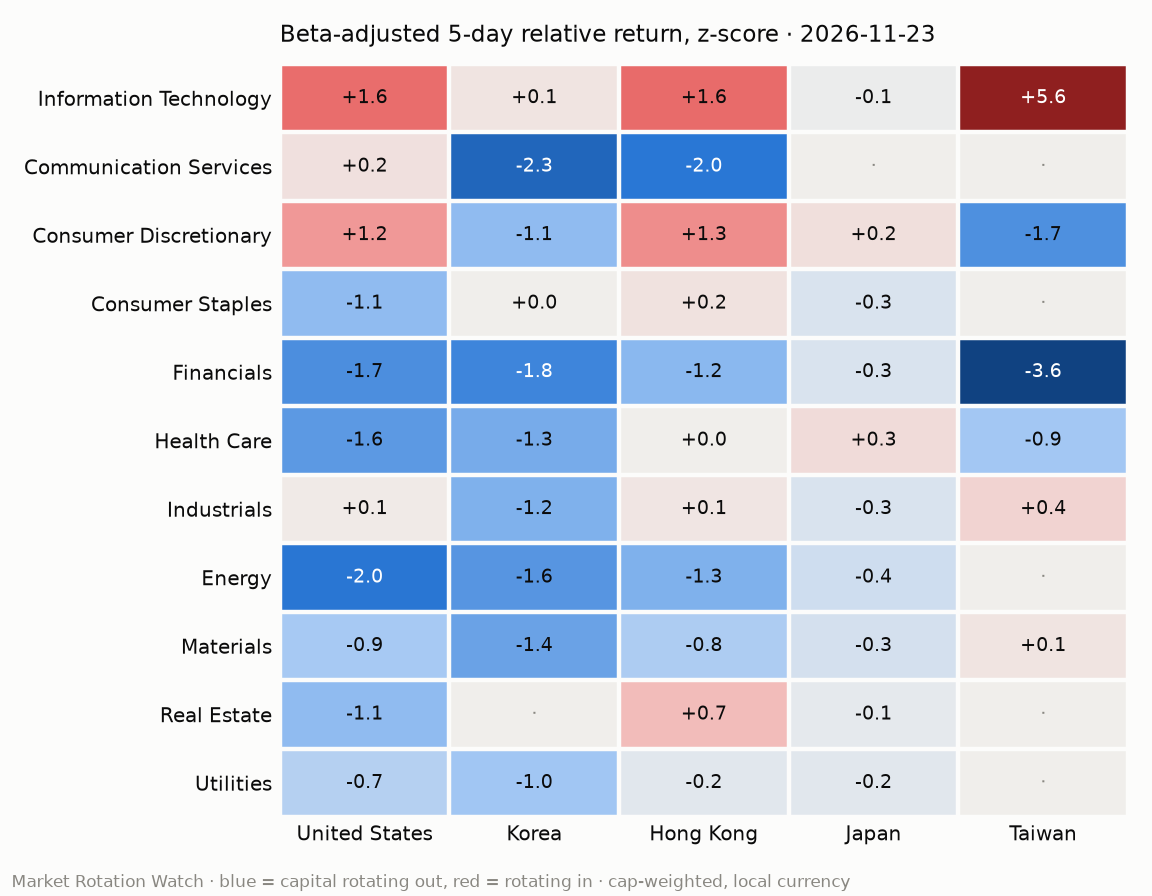 Beta-adjusted 5-day relative return, z-score · 2026-11-23
Information Technology +1.6 +0.1 +1.6 -0.1 +5.6
Communication Services +0.2 -2.3 -2.0 · ·
Consumer Discretionary +1.2 -1.1 +1.3 +0.2 -1.7
Consumer Staples -1.1 +0.0 +0.2 -0.3 ·
Financials -1.7 -1.8 -1.2 -0.3 -3.6
Health Care -1.6 -1.3 +0.0 +0.3 -0.9
Industrials +0.1 -1.2 +0.1 -0.3 +0.4
Energy -2.0 -1.6 -1.3 -0.4 ·
Materials -0.9 -1.4 -0.8 -0.3 +0.1
Real Estate -1.1 · +0.7 -0.1 ·
Utilities -0.7 -1.0 -0.2 -0.2 ·
United States Korea Hong Kong Japan Taiwan
Market Rotation Watch · blue = capital rotating out, red = rotating in · cap-weighted, local currency